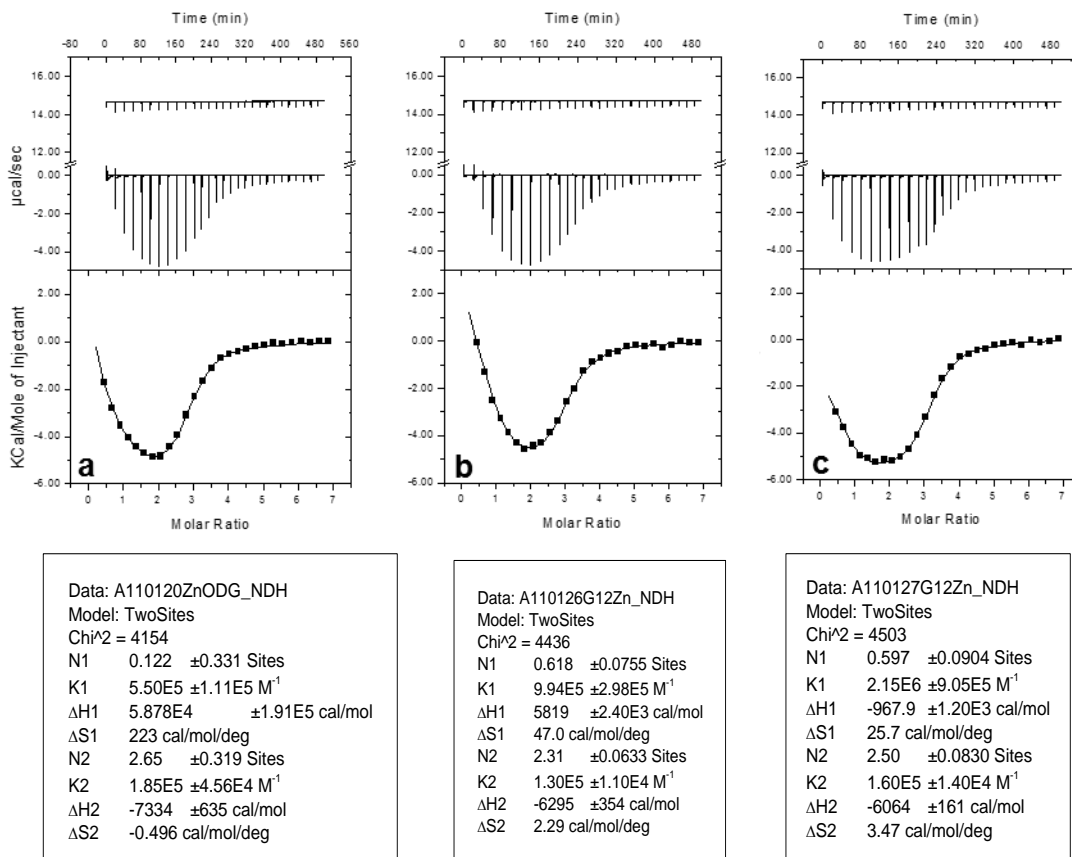 Time (min)
-80 0 80 160 240 320 400 480 560
16.00
14.00
12.00
0.00
-2.00
-4.00
µcal/sec
2.00
0.00
-2.00
-4.00
-6.00
KCal/Mole of Injectant
a
0 1 2 3 4 5 6 7
Molar Ratio
Time (min)
0 80 160 240 320 400 480
16.00
14.00
12.00
0.00
-2.00
-4.00
2.00
0.00
-2.00
-4.00
-6.00
b
0 1 2 3 4 5 6 7
Molar Ratio
Time (min)
0 80 160 240 320 400 480
16.00
14.00
12.00
0.00
-2.00
-4.00
2.00
0.00
-2.00
-4.00
-6.00
c
0 1 2 3 4 5 6 7
Molar Ratio
Data: A110120ZnODG_NDH
Model: TwoSites
Chi^2 = 4154
N1 0.122 ±0.331 Sites
K1 5.50E5 ±1.11E5 M⁻¹
ΔH1 5.878E4 ±1.91E5 cal/mol
ΔS1 223 cal/mol/deg
N2 2.65 ±0.319 Sites
K2 1.85E5 ±4.56E4 M⁻¹
ΔH2 -7334 ±635 cal/mol
ΔS2 -0.496 cal/mol/deg
Data: A110126G12Zn_NDH
Model: TwoSites
Chi^2 = 4436
N1 0.618 ±0.0755 Sites
K1 9.94E5 ±2.98E5 M⁻¹
ΔH1 5819 ±2.40E3 cal/mol
ΔS1 47.0 cal/mol/deg
N2 2.31 ±0.0633 Sites
K2 1.30E5 ±1.10E4 M⁻¹
ΔH2 -6295 ±354 cal/mol
ΔS2 2.29 cal/mol/deg
Data: A110127G12Zn_NDH
Model: TwoSites
Chi^2 = 4503
N1 0.597 ±0.0904 Sites
K1 2.15E6 ±9.05E5 M⁻¹
ΔH1 -967.9 ±1.20E3 cal/mol
ΔS1 25.7 cal/mol/deg
N2 2.50 ±0.0830 Sites
K2 1.60E5 ±1.40E4 M⁻¹
ΔH2 -6064 ±161 cal/mol
ΔS2 3.47 cal/mol/deg